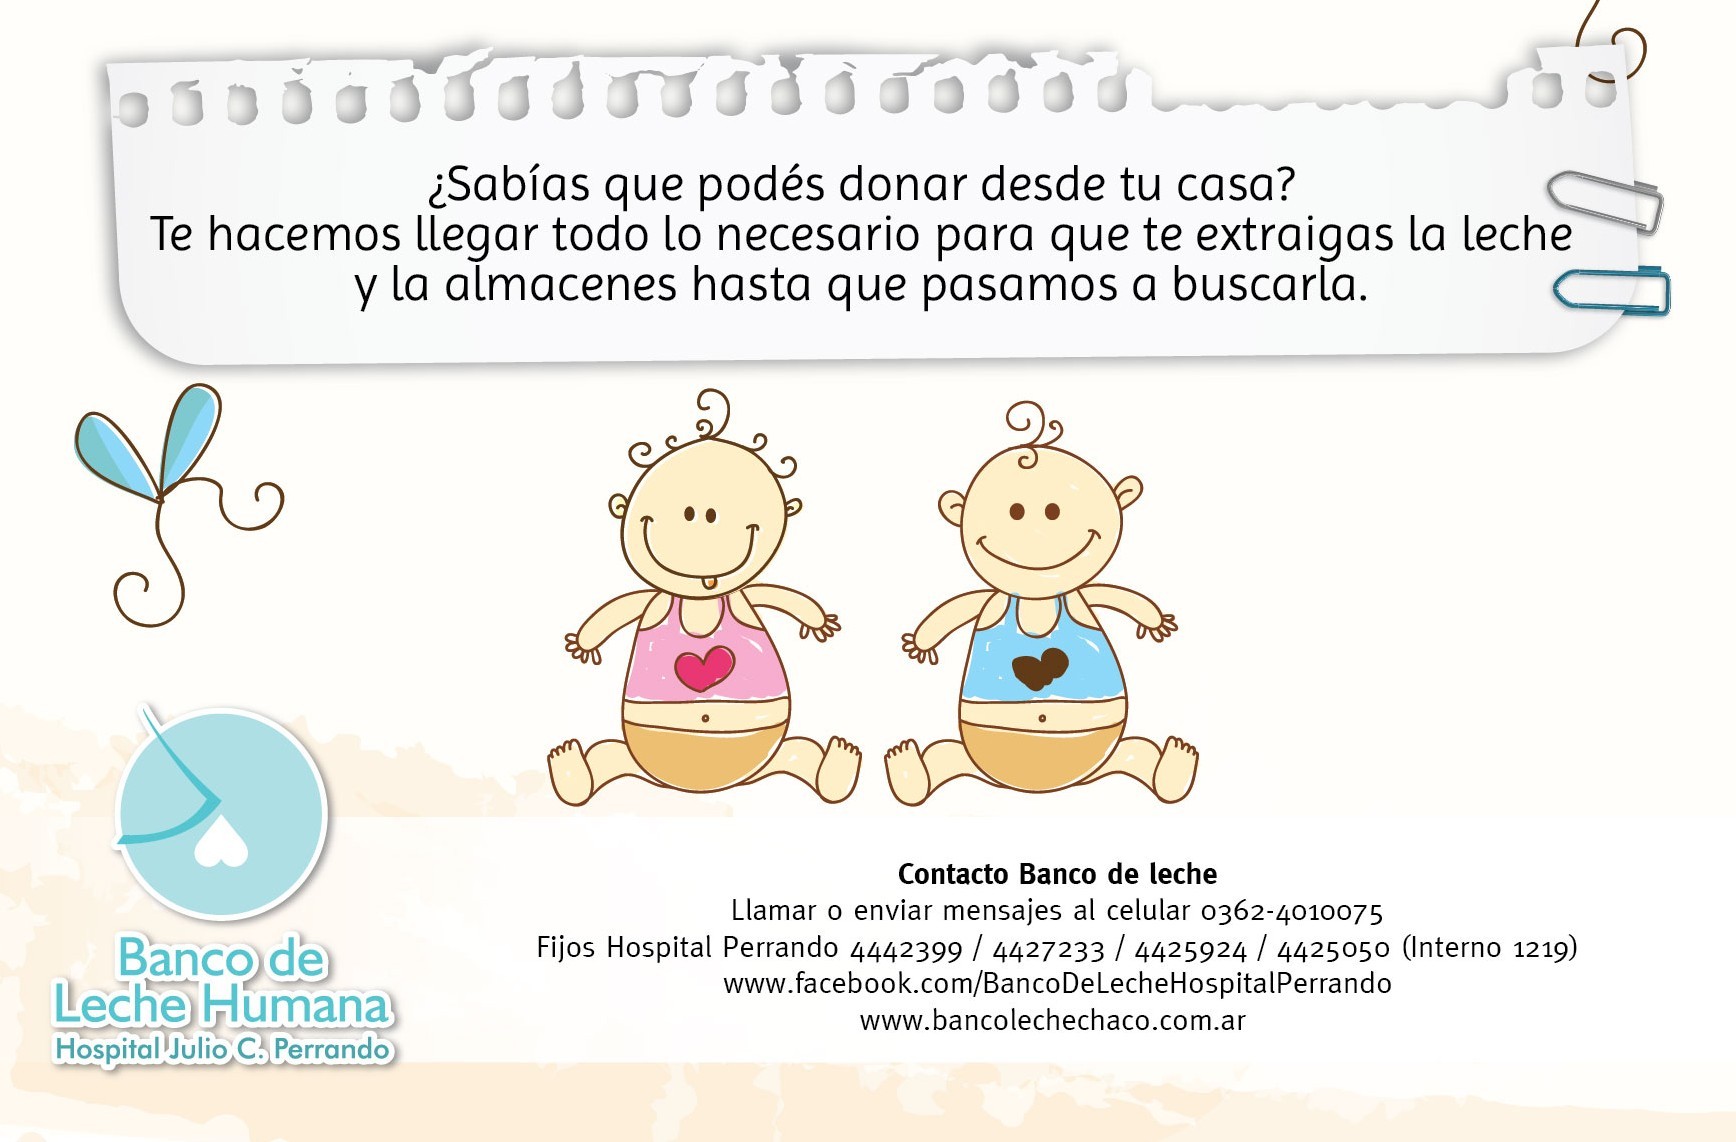 ¿Sabías que podés donar desde tu casa?
Te hacemos llegar todo lo necesario para que te extraigas la leche
y la almacenes hasta que pasamos a buscarla.
Banco de
Leche Humana
Hospital Julio C. Perrando
Contacto Banco de leche
Llamar o enviar mensajes al celular 0362-4010075
Fijos Hospital Perrando 4442399 / 4427233 / 4425924 / 4425050 (Interno 1219)
www.facebook.com/BancoDeLecheHospitalPerrando
www.bancolechechaco.com.ar